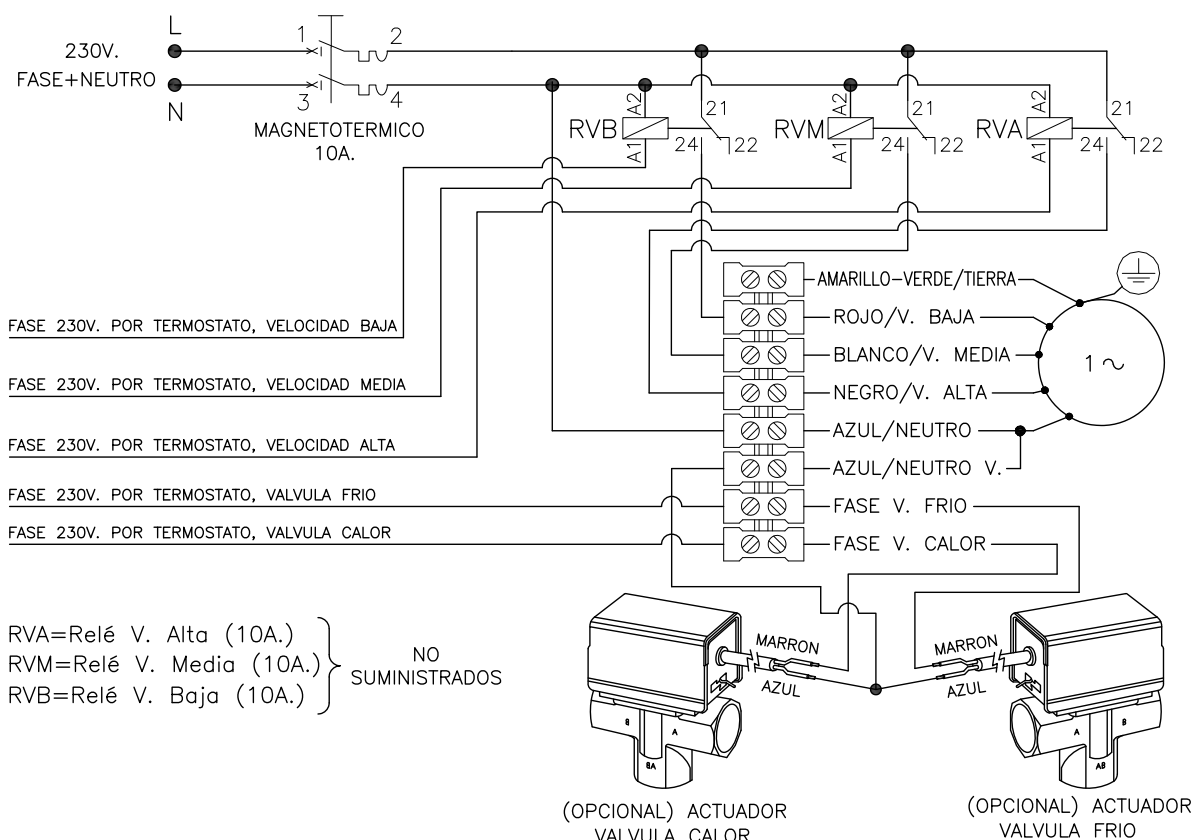 L
230V.
FASE+NEUTRO
N
1
2
3
4
MAGNETOTERMICO
10A.
RVB
A2
A1
21
24
22
RVM
A2
A1
21
24
22
RVA
A2
A1
21
24
22
AMARILLO-VERDE/TIERRA
ROJO/V. BAJA
BLANCO/V. MEDIA
NEGRO/V. ALTA
AZUL/NEUTRO
AZUL/NEUTRO V.
FASE V. FRIO
FASE V. CALOR
1 ~
FASE 230V. POR TERMOSTATO, VELOCIDAD BAJA
FASE 230V. POR TERMOSTATO, VELOCIDAD MEDIA
FASE 230V. POR TERMOSTATO, VELOCIDAD ALTA
FASE 230V. POR TERMOSTATO, VALVULA FRIO
FASE 230V. POR TERMOSTATO, VALVULA CALOR
RVA=Relé V. Alta (10A.)
RVM=Relé V. Media (10A.)
RVB=Relé V. Baja (10A.)
NO
SUMINISTRADOS
MARRON
AZUL
MARRON
AZUL
B
A
BA
A
B
AB
(OPCIONAL) ACTUADOR
VALVULA CALOR
(OPCIONAL) ACTUADOR
VALVULA FRIO